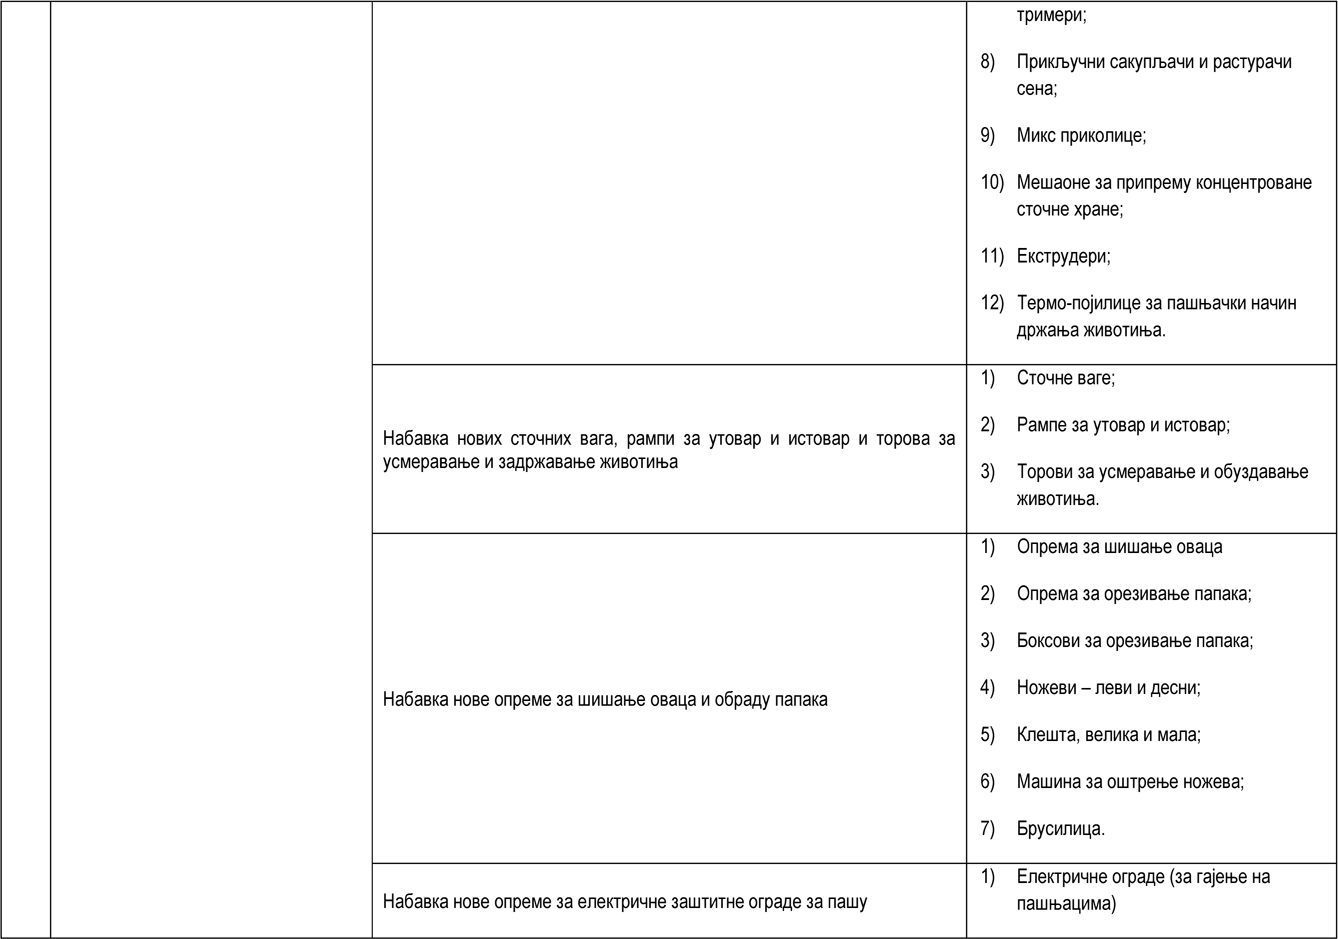 тримери;
8) Прикључни сакупљачи и растурачи
сена;
9) Микс приколице;
10) Мешаоне за припрему концентроване
сточне хране;
11) Екструдери;
12) Термо-појилице за пашњачки начин
држања животиња.
Набавка нових сточних вага, рампи за утовар и истовар и торова за
усмеравање и задржавање животиња
1) Сточне ваге;
2) Рампе за утовар и истовар;
3) Торови за усмеравање и обуздавање
животиња.
Набавка нове опреме за шишање оваца и обраду папака
1) Опрема за шишање оваца
2) Опрема за орезивање папака;
3) Боксови за орезивање папака;
4) Ножеви – леви и десни;
5) Клешта, велика и мала;
6) Машина за оштрење ножева;
7) Брусилица.
Набавка нове опреме за електричне заштитне ограде за пашу
1) Електричне ограде (за гајење на
пашњацима)